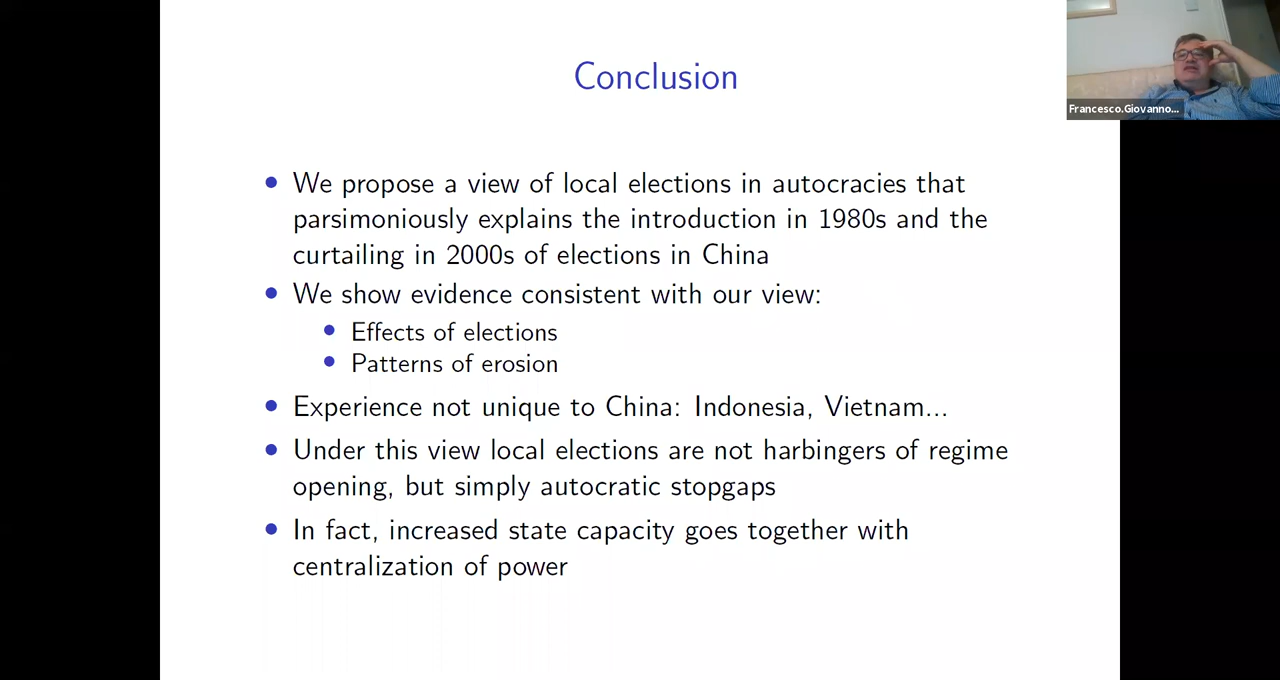 Conclusion
Francesco.Giovanno...
• We propose a view of local elections in autocracies that
parsimoniously explains the introduction in 1980s and the
curtailing in 2000s of elections in China
• We show evidence consistent with our view:
• Effects of elections
• Patterns of erosion
• Experience not unique to China: Indonesia, Vietnam...
• Under this view local elections are not harbingers of regime
opening, but simply autocratic stopgaps
• In fact, increased state capacity goes together with
centralization of power